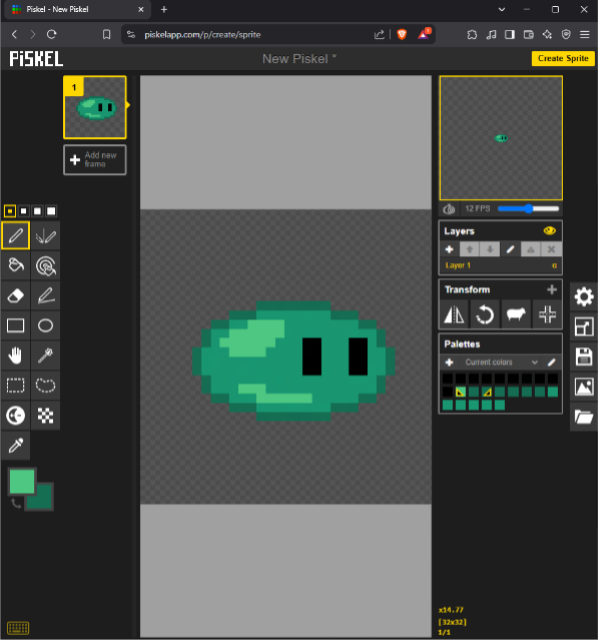 Piskel - New Piskel
piskelapp.com/p/create/sprite
PiSKEL
New Piskel *
Create Sprite
1
Add new
frame
12 FPS
Layers
Layer 1
α
Transform
Palettes
Current colors
x14.77
[32x32]
1/1